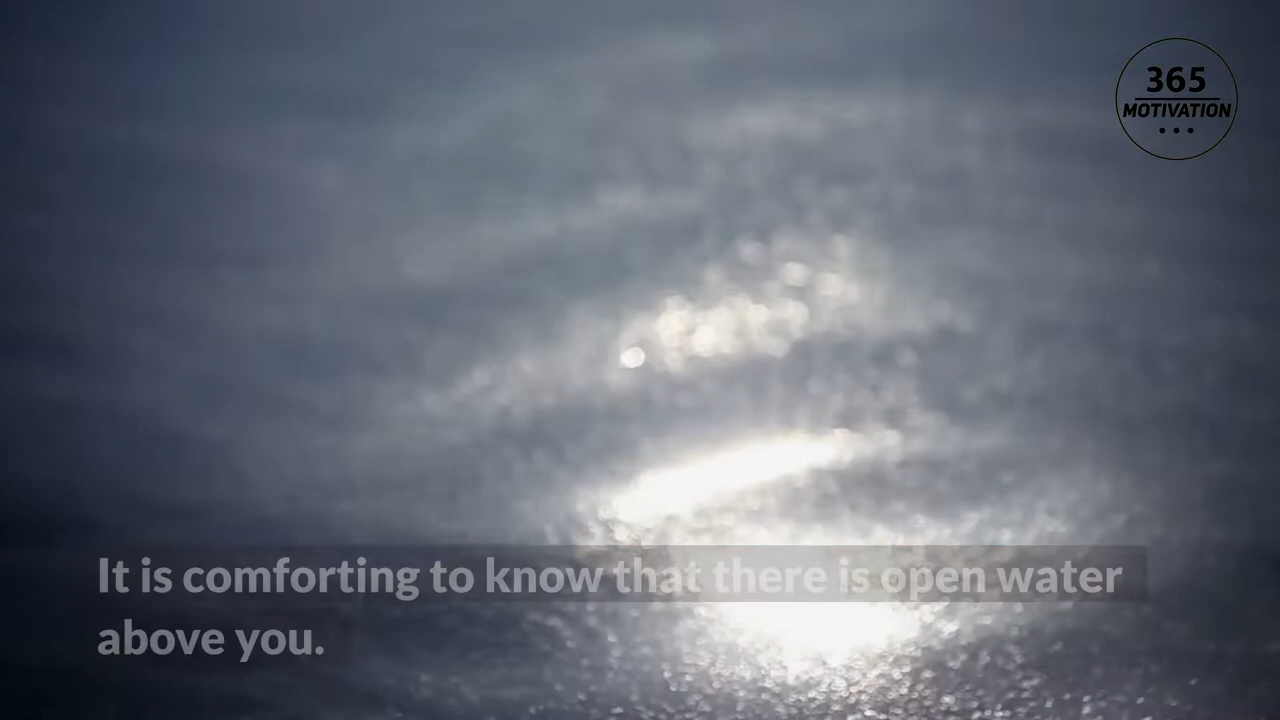 365
MOTIVATION
It is comforting to know that there is open water
above you.